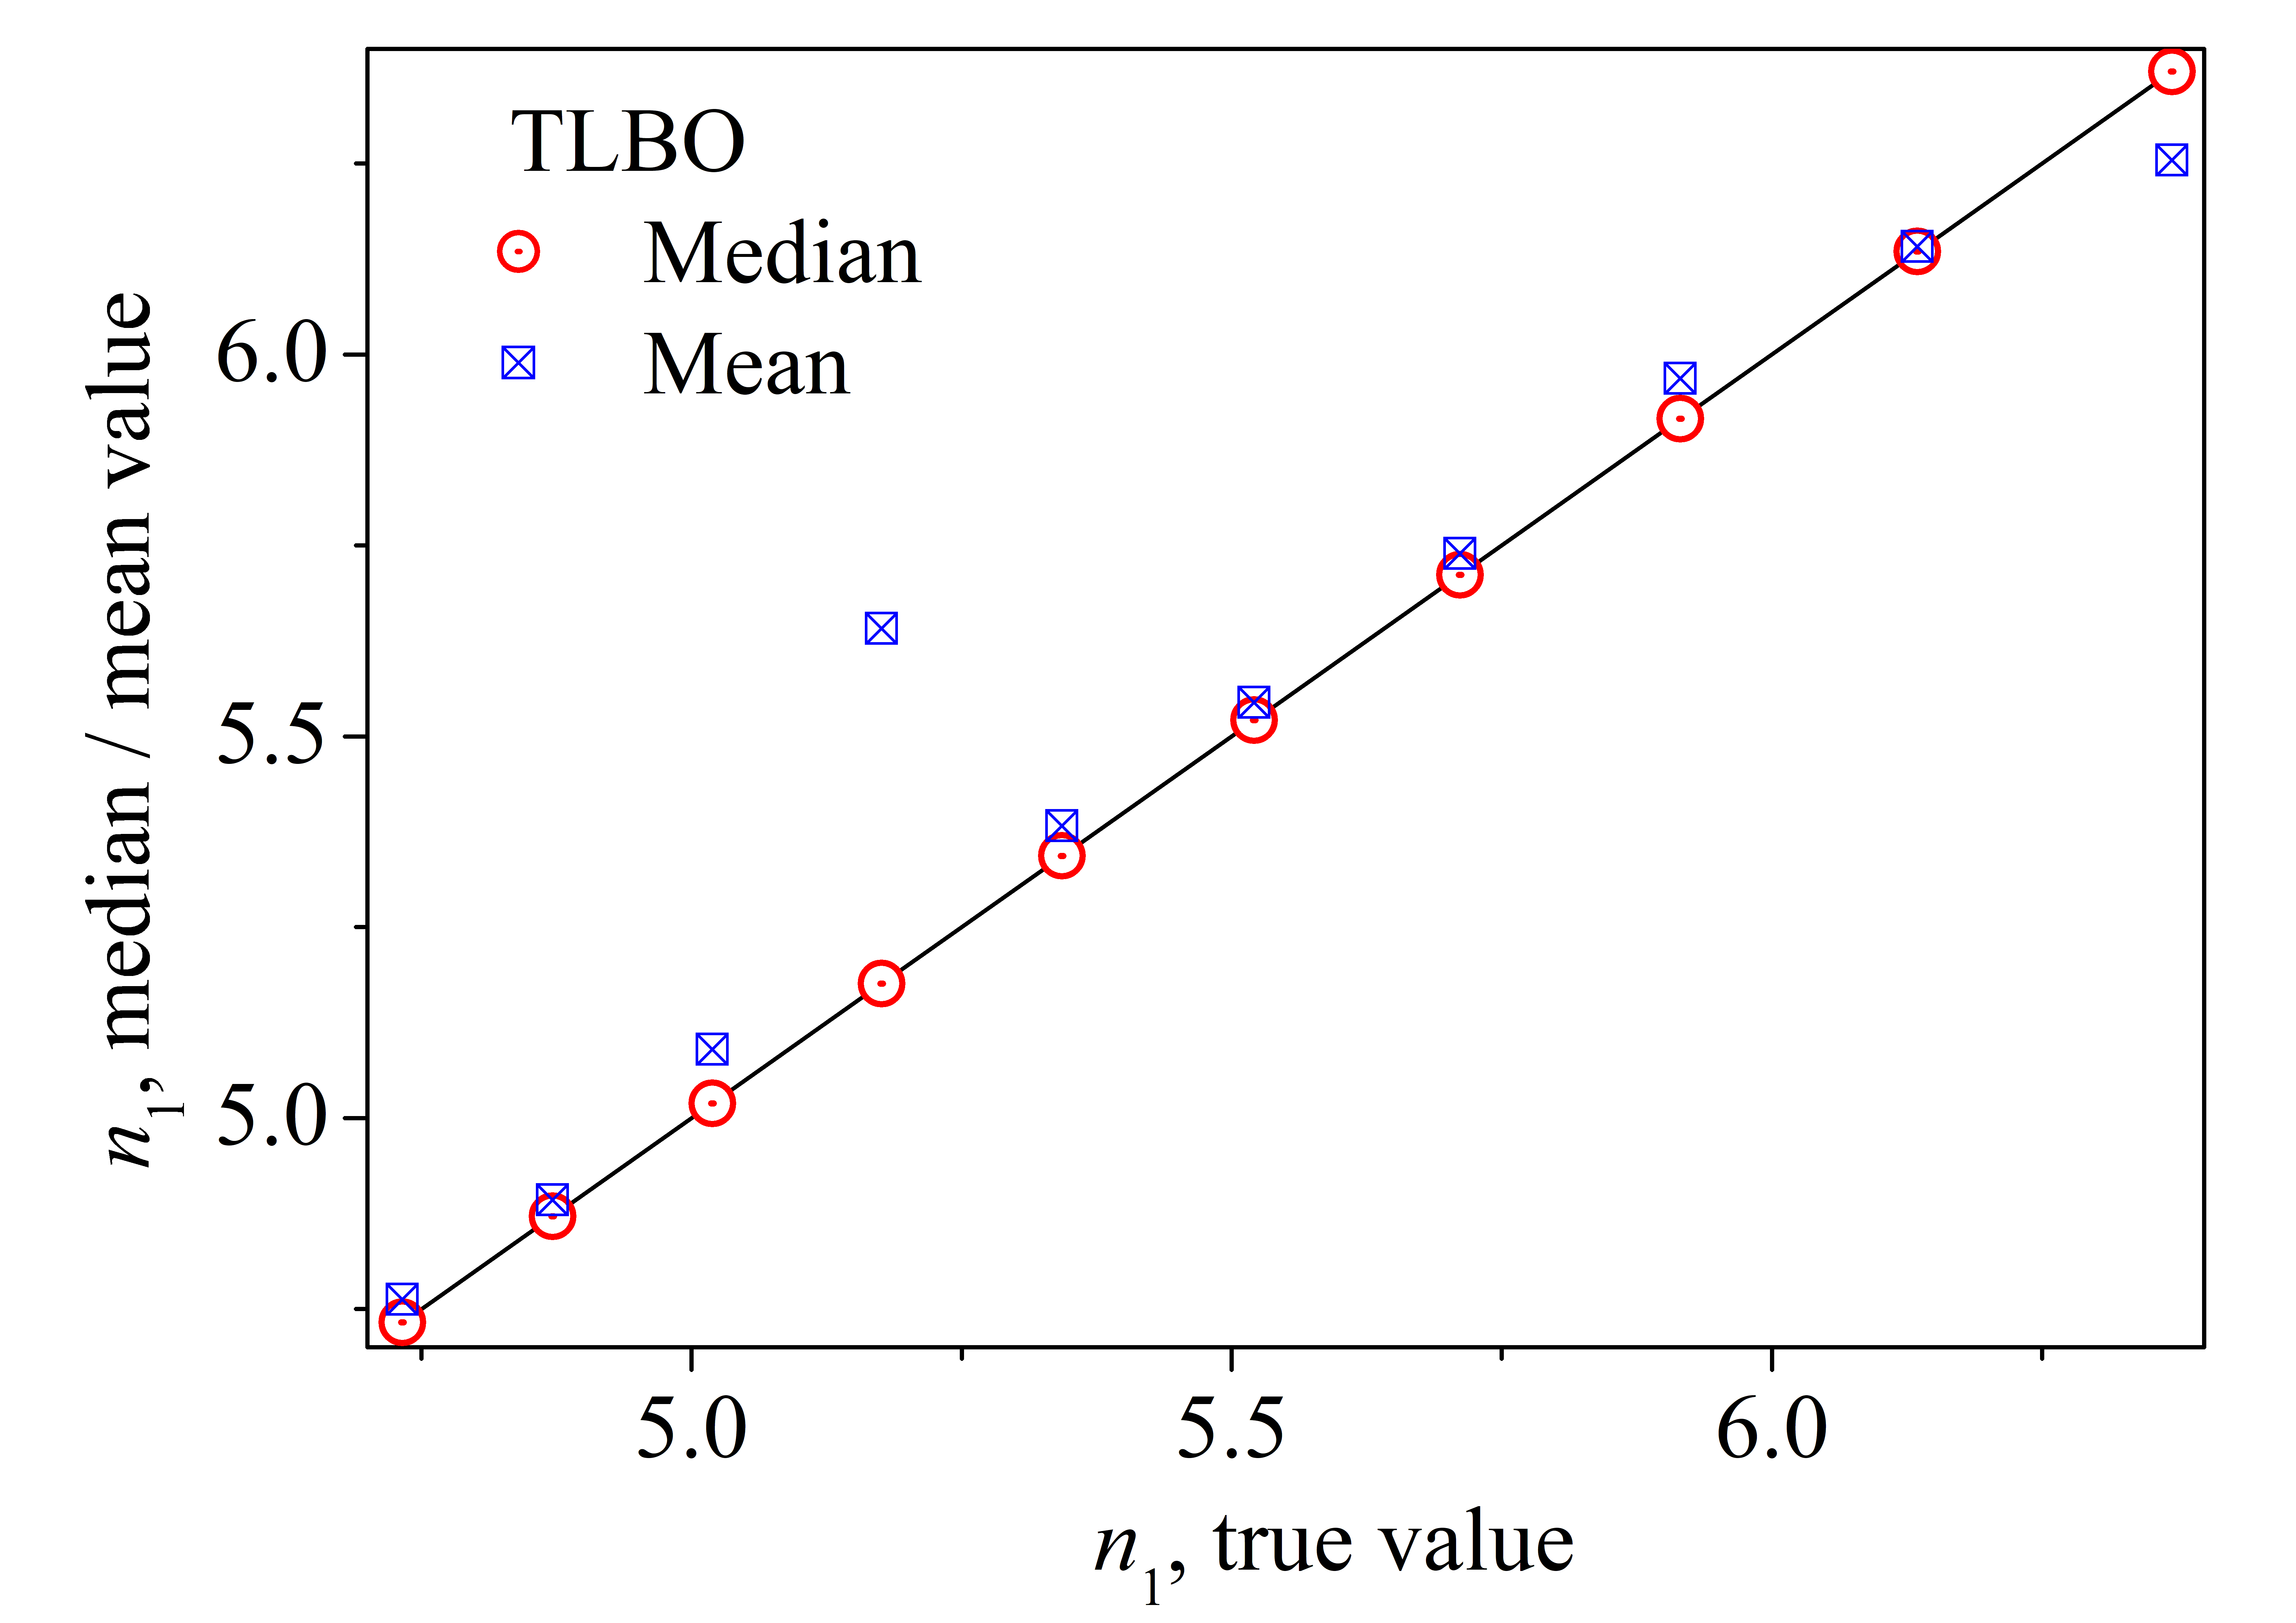 TLBO
Median
Mean
6.0
5.5
5.0
n1, median / mean value
5.0 5.5 6.0
n1, true value